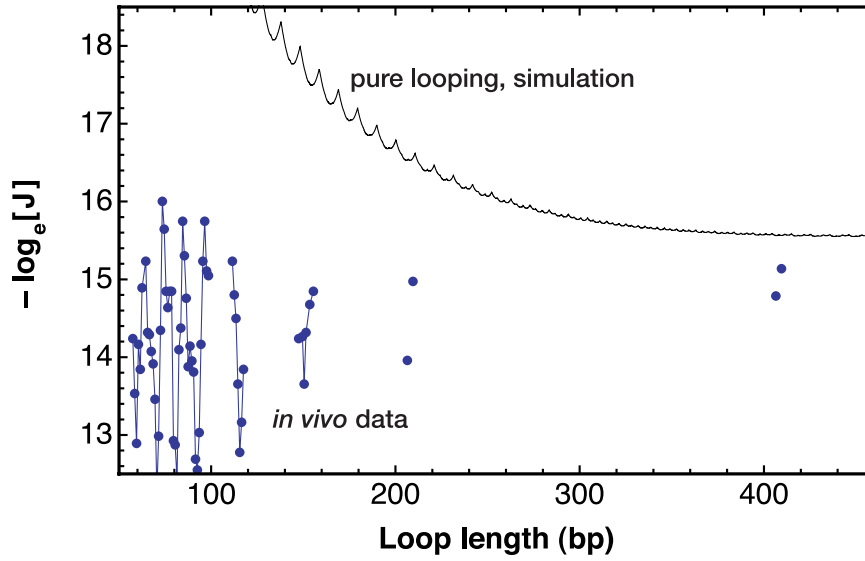 18
pure looping, simulation
17
16
− logₑ[J]
15
14
in vivo data
13
100 200 300 400
Loop length (bp)